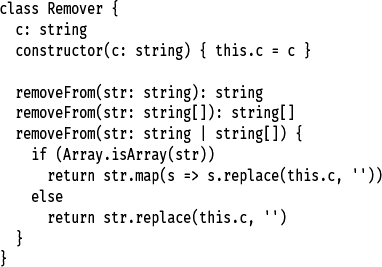 class Remover {
  c: string
  constructor(c: string) { this.c = c }

  removeFrom(str: string): string
  removeFrom(str: string[]): string[]
  removeFrom(str: string | string[]) {
    if (Array.isArray(str))
      return str.map(s => s.replace(this.c, ''))
    else
      return str.replace(this.c, '')
  }
}